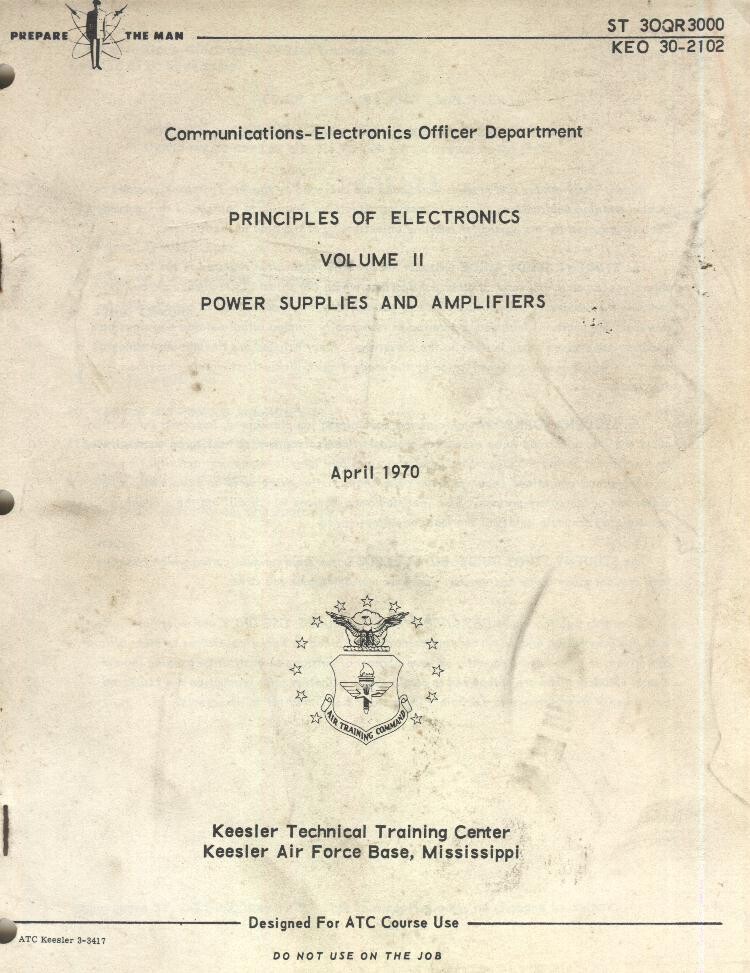 PREPARE THE MAN
ST 30QR3000
KEO 30-2102
Communications-Electronics Officer Department
PRINCIPLES OF ELECTRONICS
VOLUME II
POWER SUPPLIES AND AMPLIFIERS
April 1970
AIR TRAINING COMMAND
Keesler Technical Training Center
Keesler Air Force Base, Mississippi
Designed For ATC Course Use
ATC Keesler 3-3417
DO NOT USE ON THE JOB